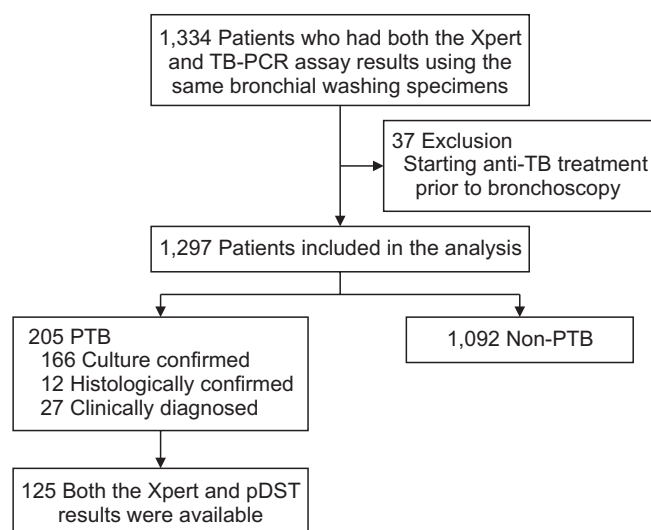 1,334 Patients who had both the Xpert
and TB-PCR assay results using the
same bronchial washing specimens
37 Exclusion
Starting anti-TB treatment
prior to bronchoscopy
1,297 Patients included in the analysis
205 PTB
166 Culture confirmed
12 Histologically confirmed
27 Clinically diagnosed
1,092 Non-PTB
125 Both the Xpert and pDST
results were available